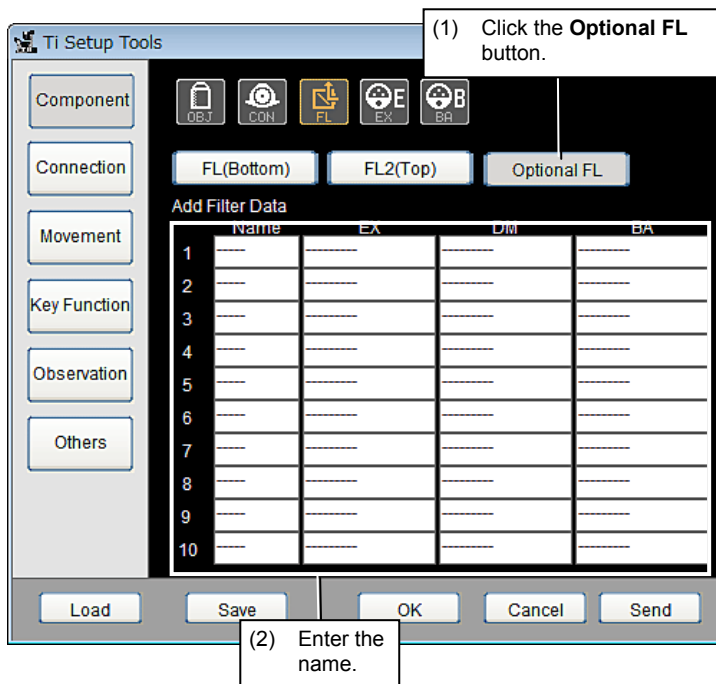 Ti Setup Tools
(1) Click the Optional FL
button.
Component
OBJ CON FL E EX B BA
Connection
FL(Bottom) FL2(Top) Optional FL
Add Filter Data
Movement
Name EX DM BA
1 ----- -------- -------- --------
2 ----- -------- -------- --------
Key Function
3 ----- -------- -------- --------
4 ----- -------- -------- --------
Observation
5 ----- -------- -------- --------
6 ----- -------- -------- --------
Others
7 ----- -------- -------- --------
8 ----- -------- -------- --------
9 ----- -------- -------- --------
10 ----- -------- -------- --------
Load Save OK Cancel Send
(2) Enter the
name.